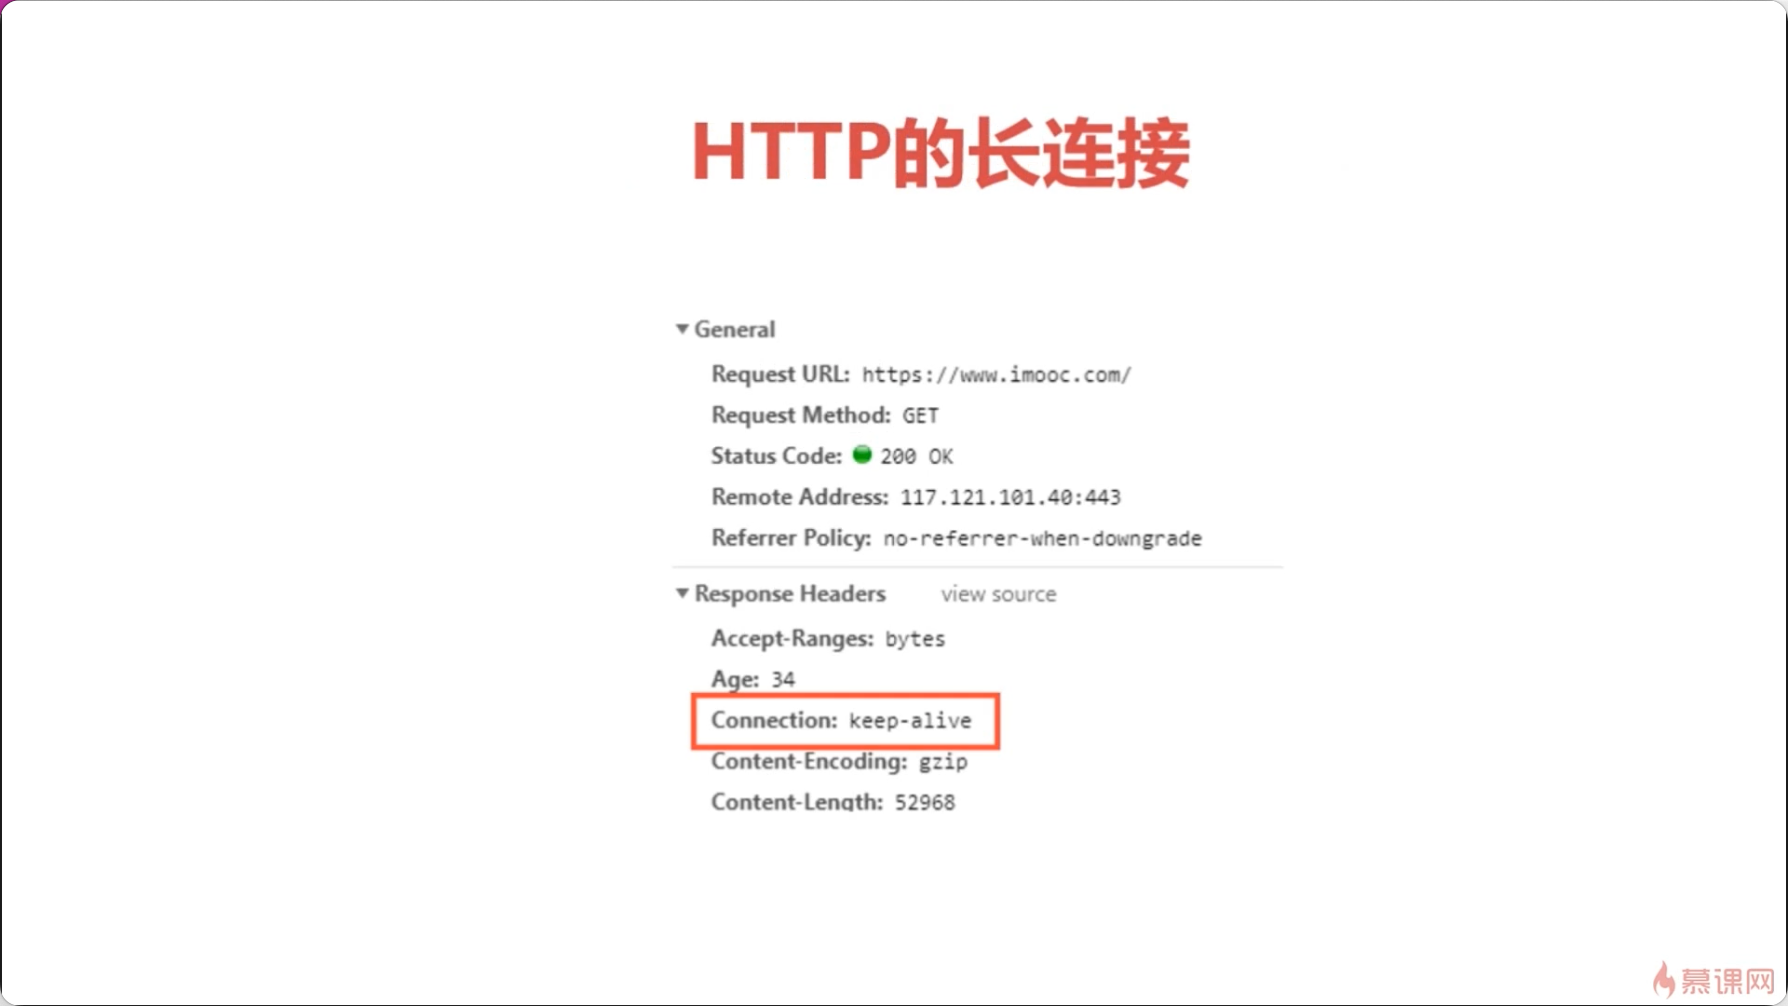 HTTP的长连接
General
Request URL: https://www.imooc.com/
Request Method: GET
Status Code: 200 OK
Remote Address: 117.121.101.40:443
Referrer Policy: no-referrer-when-downgrade
Response Headers view source
Accept-Ranges: bytes
Age: 34
Connection: keep-alive
Content-Encoding: gzip
Content-Length: 52968
慕课网